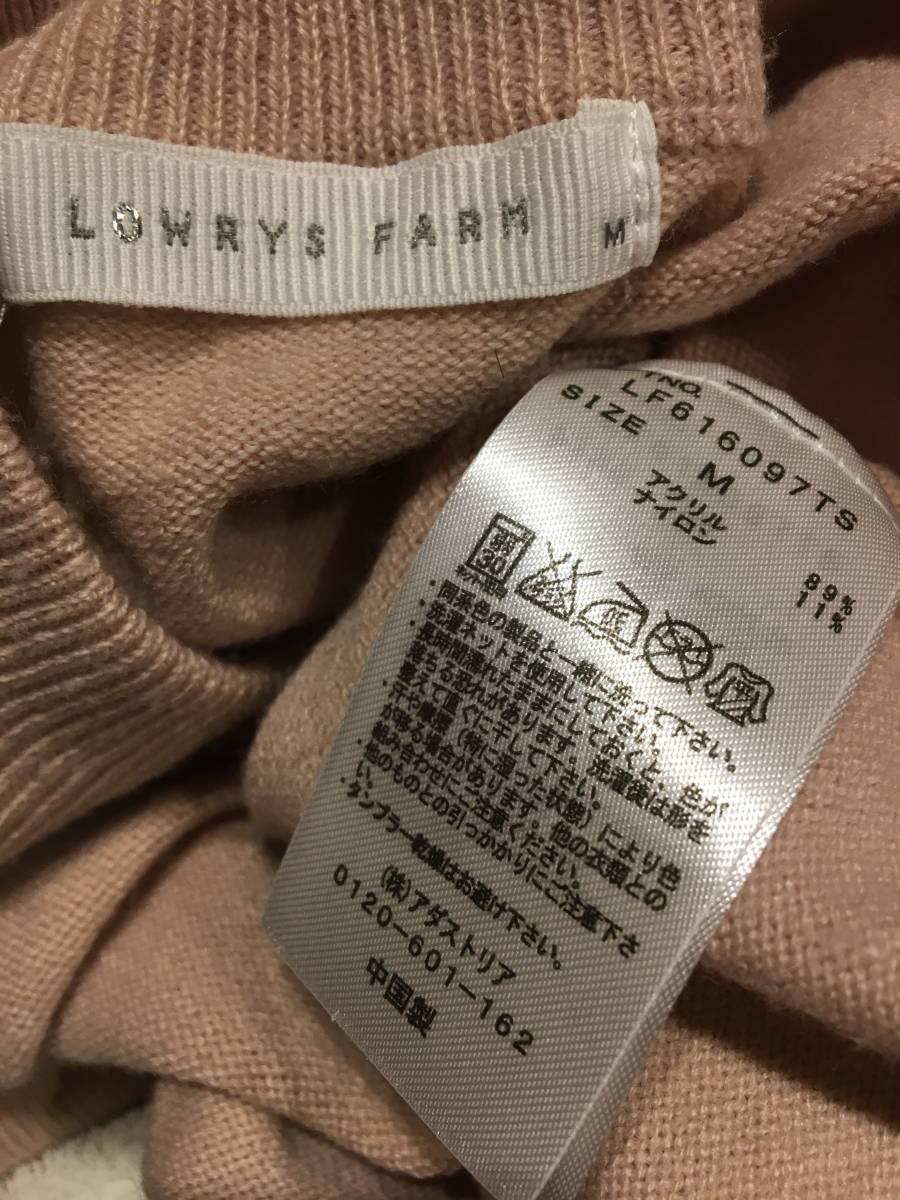 LOWRYS FARM M
TNO.
LF616097TS
SIZE
M
アクリル 89%
ナイロン 11%
弱
30
・同系色の製品と一緒に洗って下さい。
・洗濯ネットを使用して下さい。
・長時間濡れたままにしておくと、色が
落ちる恐れがあります。洗濯後は形を
整えて直ぐに干して下さい。
・汗や摩擦（特に湿った状態）により色
が移る場合があります。他の衣類との
組み合わせにご注意ください。
・他のものとの引っかかりにご注意下さ
い。
・タンブラー乾燥はお避け下さい。
(株)アダストリア
0120-601-162
中国製